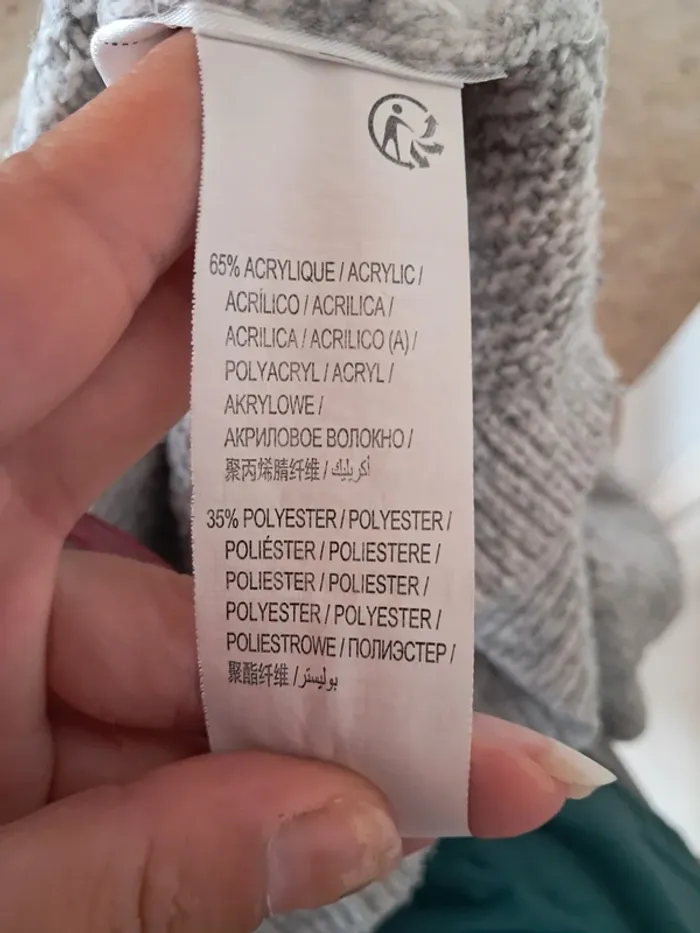 65% ACRYLIQUE / ACRYLIC /
ACRÍLICO / ACRILICA /
ACRILICA / ACRILICO (A) /
POLYACRYL / ACRYL /
AKRYLOWE /
АКРИЛОВОЕ ВОЛОКНО /
聚丙烯腈纤维 / أكريليك
35% POLYESTER / POLYESTER /
POLIÉSTER / POLIESTERE /
POLIESTER / POLIESTER /
POLYESTER / POLYESTER /
POLIESTROWE / ПОЛИЭСТЕР /
聚酯纤维 / بوليستر